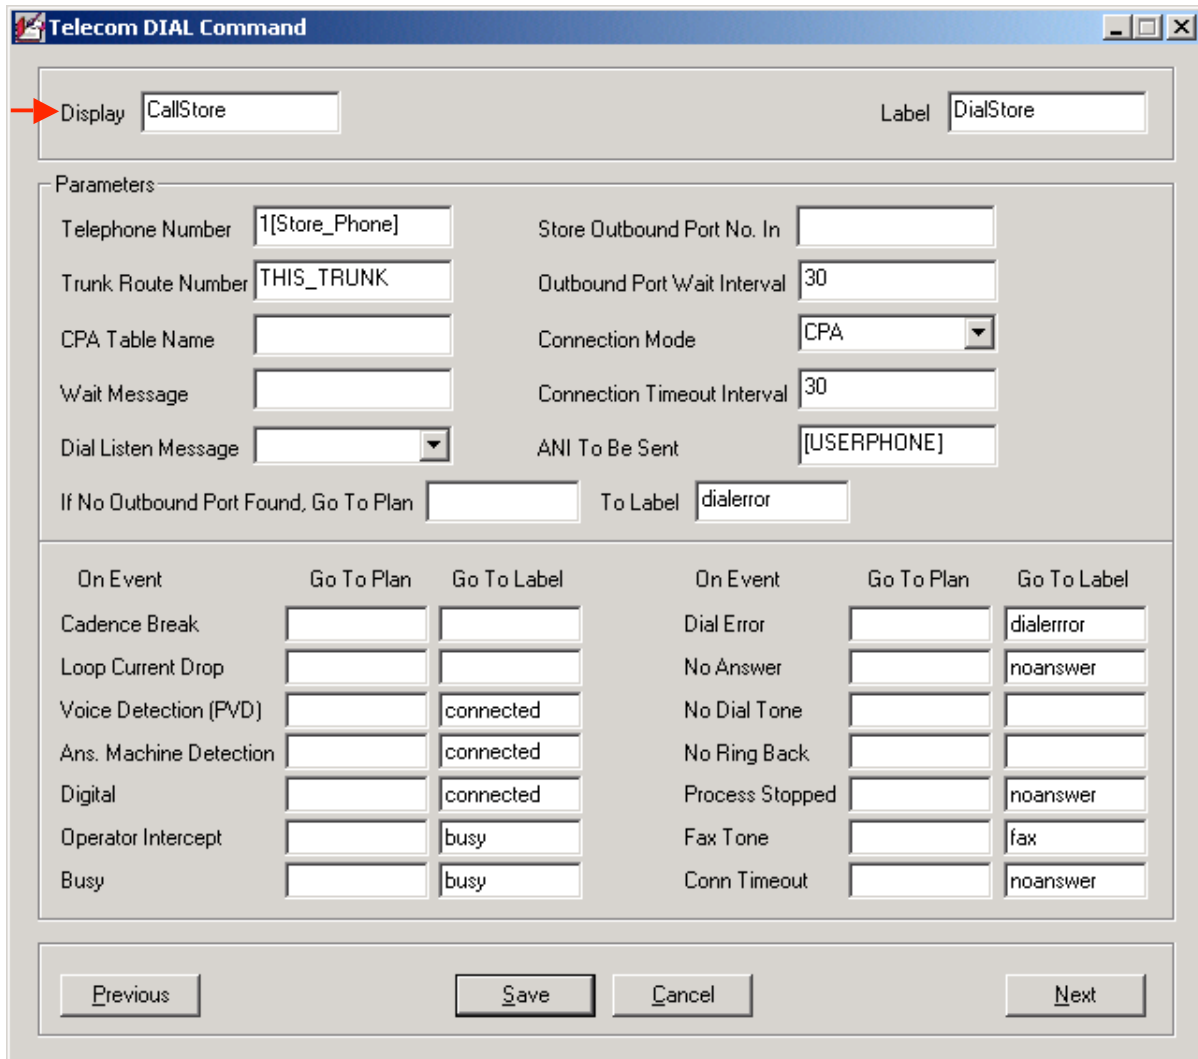 Telecom DIAL Command
Display CallStore Label DialStore
Parameters
Telephone Number 1[Store_Phone] Store Outbound Port No. In
Trunk Route Number THIS_TRUNK Outbound Port Wait Interval 30
CPA Table Name Connection Mode CPA
Wait Message Connection Timeout Interval 30
Dial Listen Message ANI To Be Sent [USERPHONE]
If No Outbound Port Found, Go To Plan To Label dialerror
On Event Go To Plan Go To Label On Event Go To Plan Go To Label
Cadence Break Dial Error dialerrror
Loop Current Drop No Answer noanswer
Voice Detection (PVD) connected No Dial Tone
Ans. Machine Detection connected No Ring Back
Digital connected Process Stopped noanswer
Operator Intercept busy Fax Tone fax
Busy busy Conn Timeout noanswer
Previous Save Cancel Next